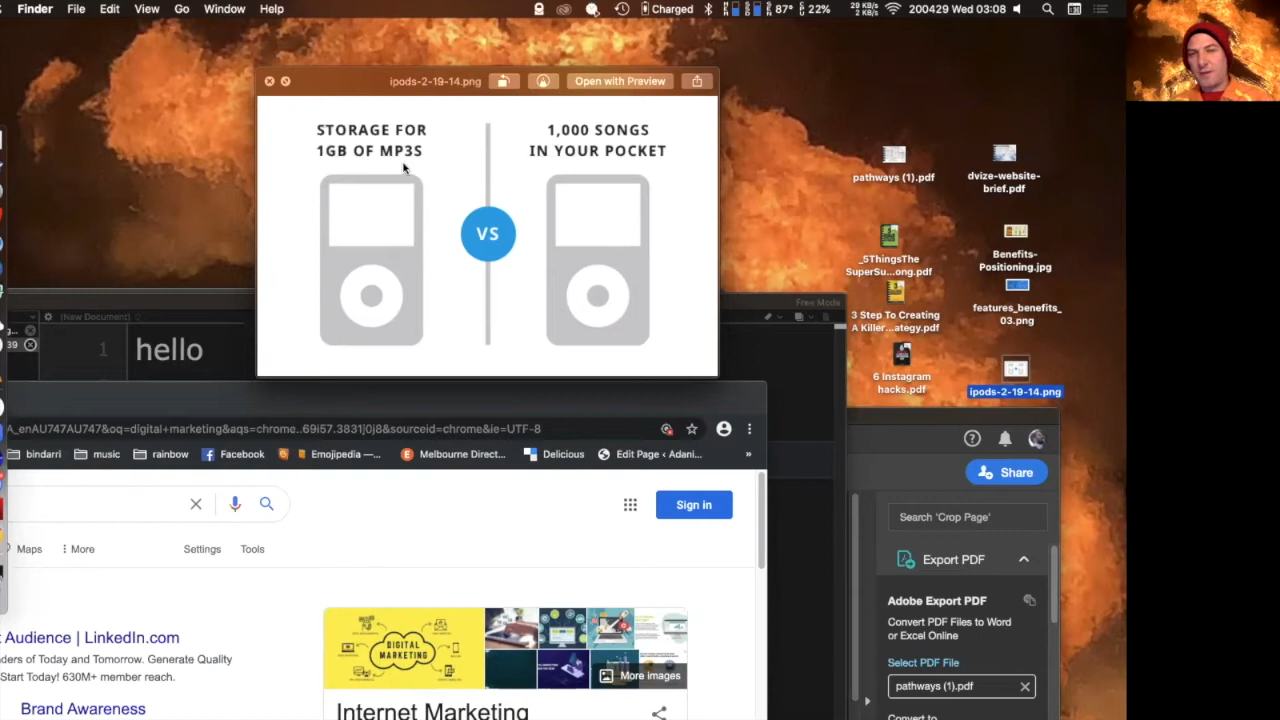 Finder File Edit View Go Window Help
Charged
87° 22%
2 KB/s
200429 Wed 03:08
ipods-2-19-14.png
Open with Preview
STORAGE FOR
1GB OF MP3S
1,000 SONGS
IN YOUR POCKET
VS
pathways (1).pdf
dvize-website-
brief.pdf
_5ThingsThe
SuperSu...ong.pdf
Benefits-
Positioning.jpg
3 Step To Creating
A Killer...ategy.pdf
features_benefits_
03.png
6 Instagram
hacks.pdf
ipods-2-19-14.png
(New Document)
Free Mode
39
1
hello
A_enAU747AU747&oq=digital+marketing&aqs=chrome..69i57.3831j0j8&sourceid=chrome&ie=UTF-8
bindarri music rainbow Facebook Emojipedia —... Melbourne Direct... Delicious Edit Page ‹ Adani... »
Sign in
Maps More Settings Tools
t Audience | LinkedIn.com
ders of Today and Tomorrow. Generate Quality
Start Today! 630M+ member reach.
Brand Awareness
DIGITAL
MARKETING
More images
Internet Marketing
Share
Search 'Crop Page'
Export PDF
Adobe Export PDF
Convert PDF Files to Word
or Excel Online
Select PDF File
pathways (1).pdf
Convert to